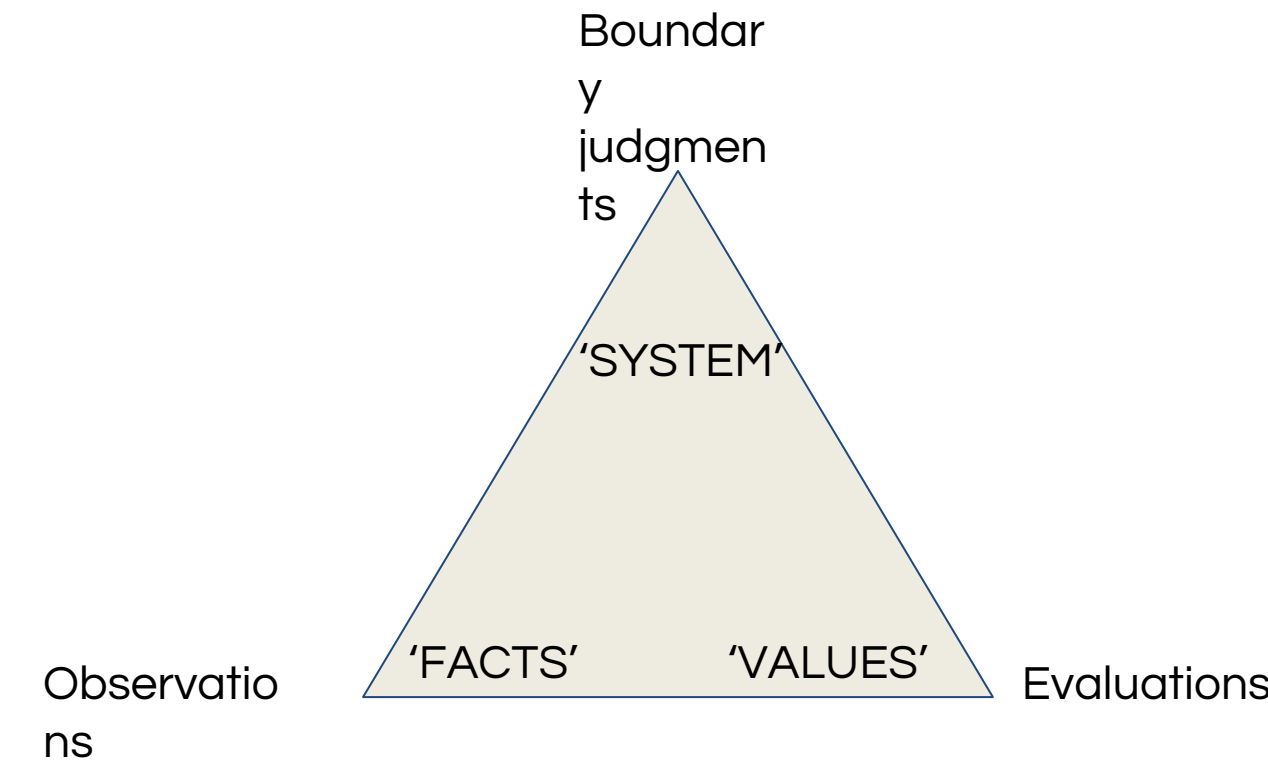 Boundar
y
judgmen
ts
‘SYSTEM’
‘FACTS’
‘VALUES’
Observatio
ns
Evaluations